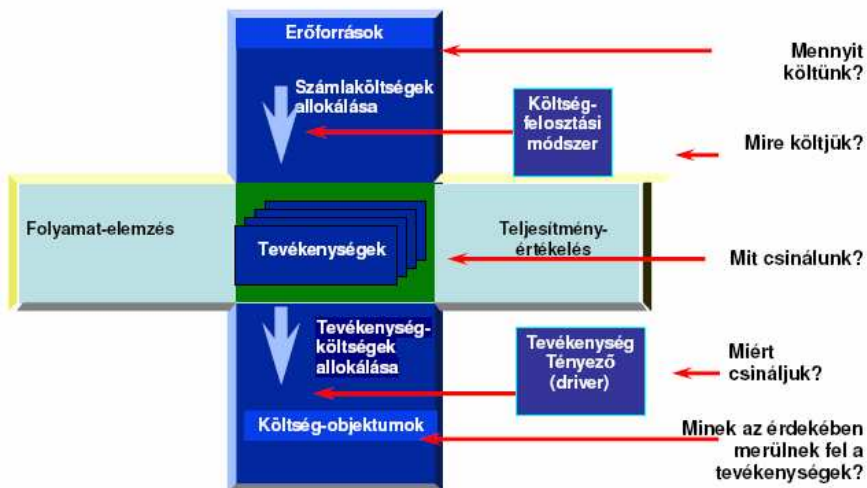 Erőforrások
Mennyit
költünk?
Számlaköltségek
allokálása
Költség-
felosztási
módszer
Mire költjük?
Folyamat-elemzés
Tevékenységek
Teljesítmény-
értékelés
Mit csinálunk?
Tevékenység-
költségek
allokálása
Tevékenység
Tényező
(driver)
Miért
csináljuk?
Költség-objektumok
Minek az érdekében
merülnek fel a
tevékenységek?